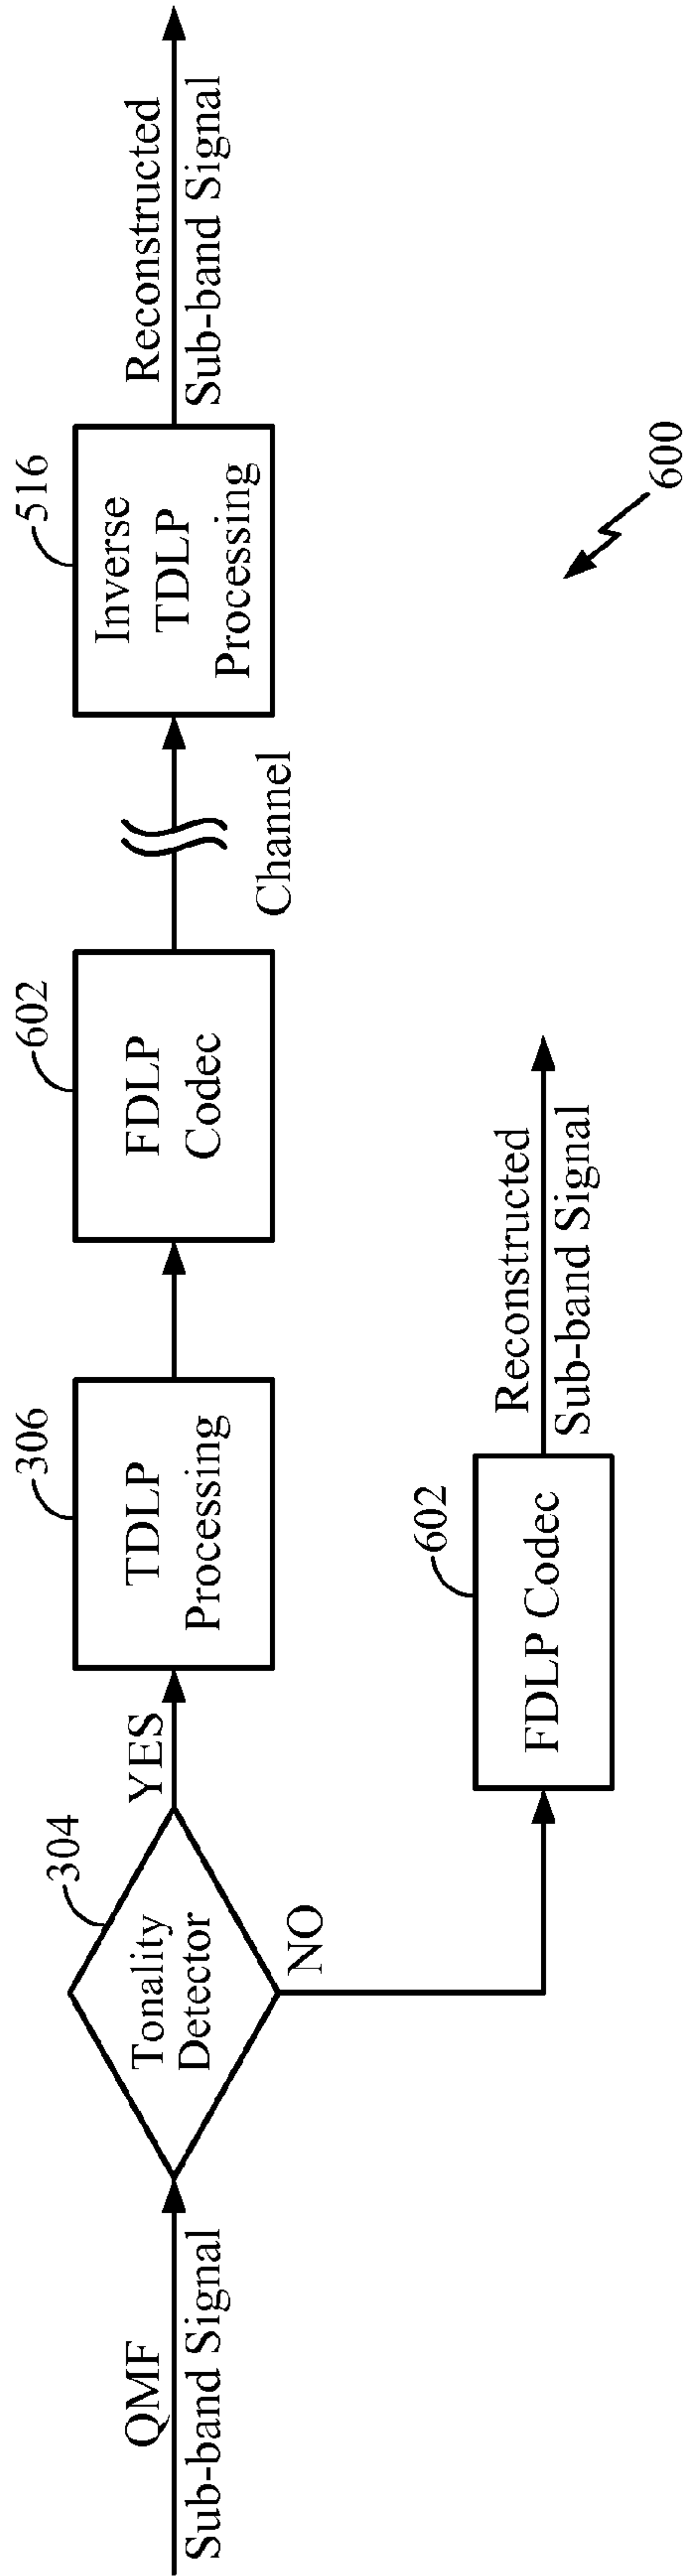 QMF
Sub-band Signal
304
Tonality
Detector
YES
NO
306
TDLP
Processing
602
FDLP
Codec
Channel
516
Inverse
TDLP
Processing
Reconstructed
Sub-band Signal
602
FDLP Codec
Reconstructed
Sub-band Signal
600